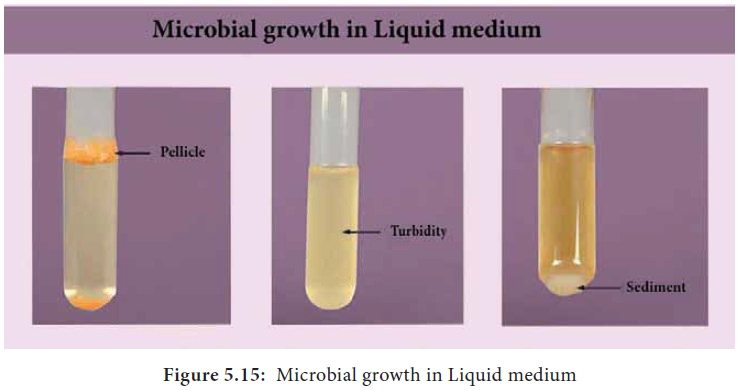 Microbial growth in Liquid medium
Pellicle
Turbidity
Sediment
Figure 5.15: Microbial growth in Liquid medium